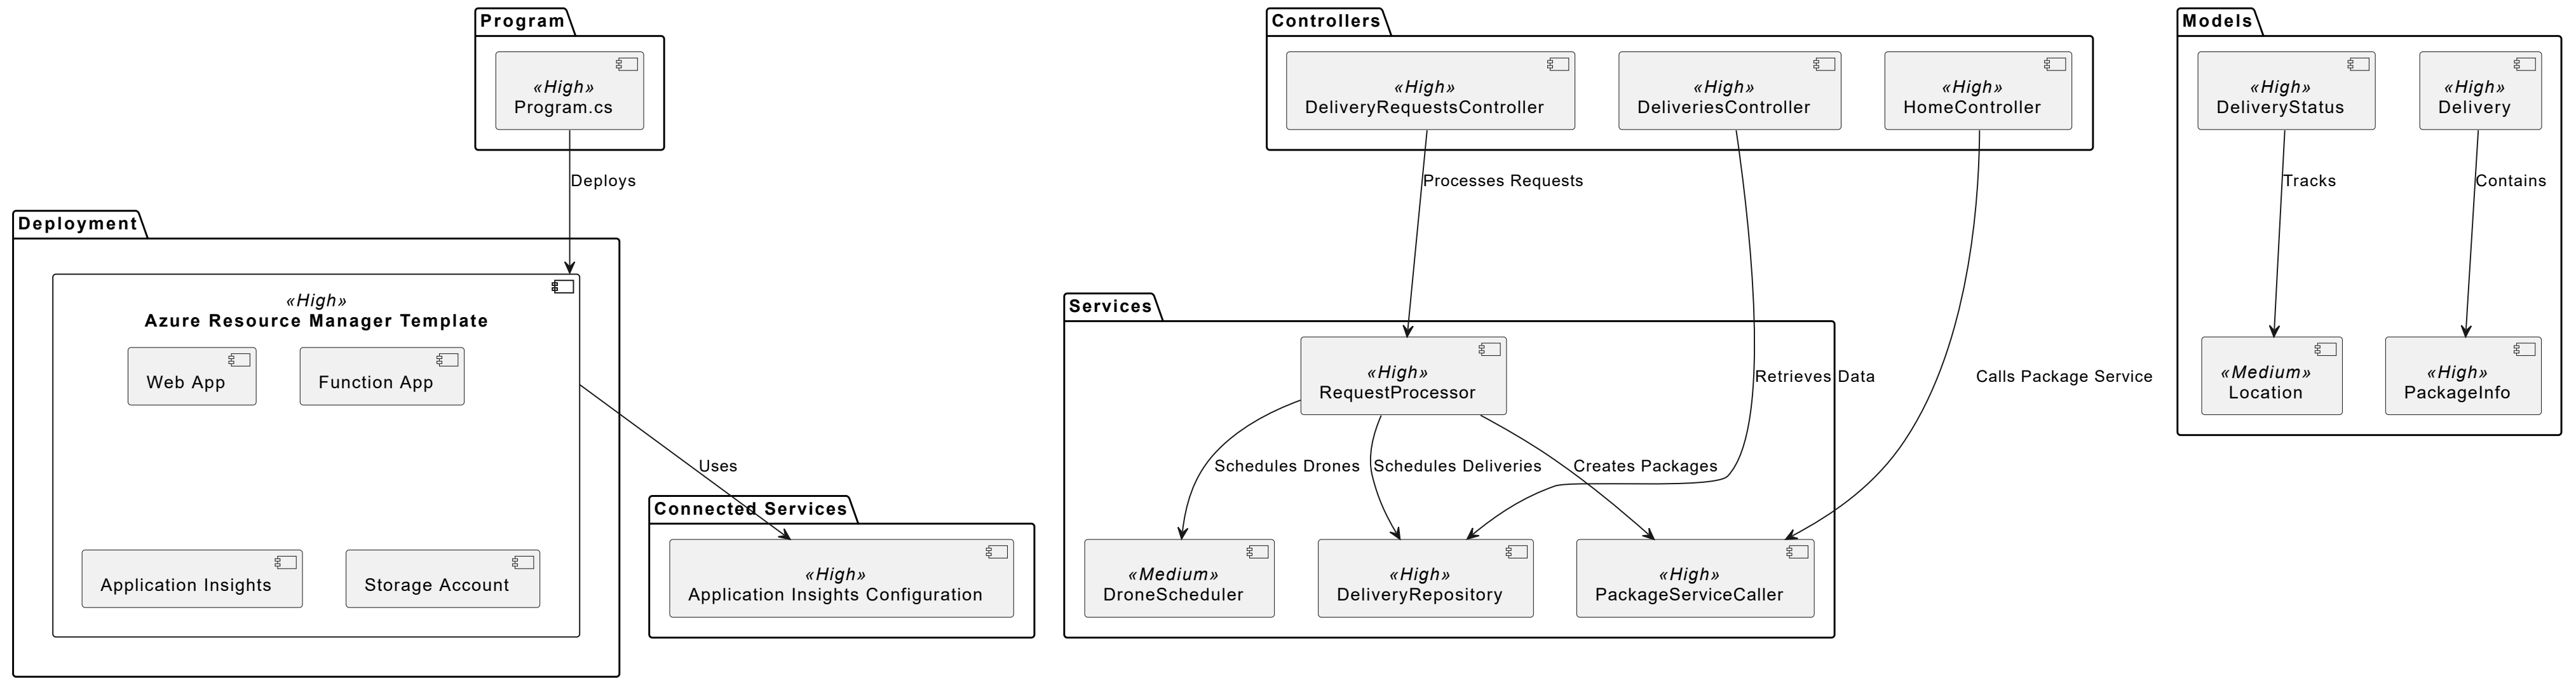 Program
«High»
Program.cs
Deploys
Deployment
«High»
Azure Resource Manager Template
Web App
Function App
Application Insights
Storage Account
Uses
Connected Services
«High»
Application Insights Configuration
Controllers
«High»
DeliveryRequestsController
«High»
DeliveriesController
«High»
HomeController
Processes Requests
Services
«High»
RequestProcessor
Retrieves Data
Calls Package Service
Schedules Drones
Schedules Deliveries
Creates Packages
«Medium»
DroneScheduler
«High»
DeliveryRepository
«High»
PackageServiceCaller
Models
«High»
DeliveryStatus
«High»
Delivery
Tracks
Contains
«Medium»
Location
«High»
PackageInfo